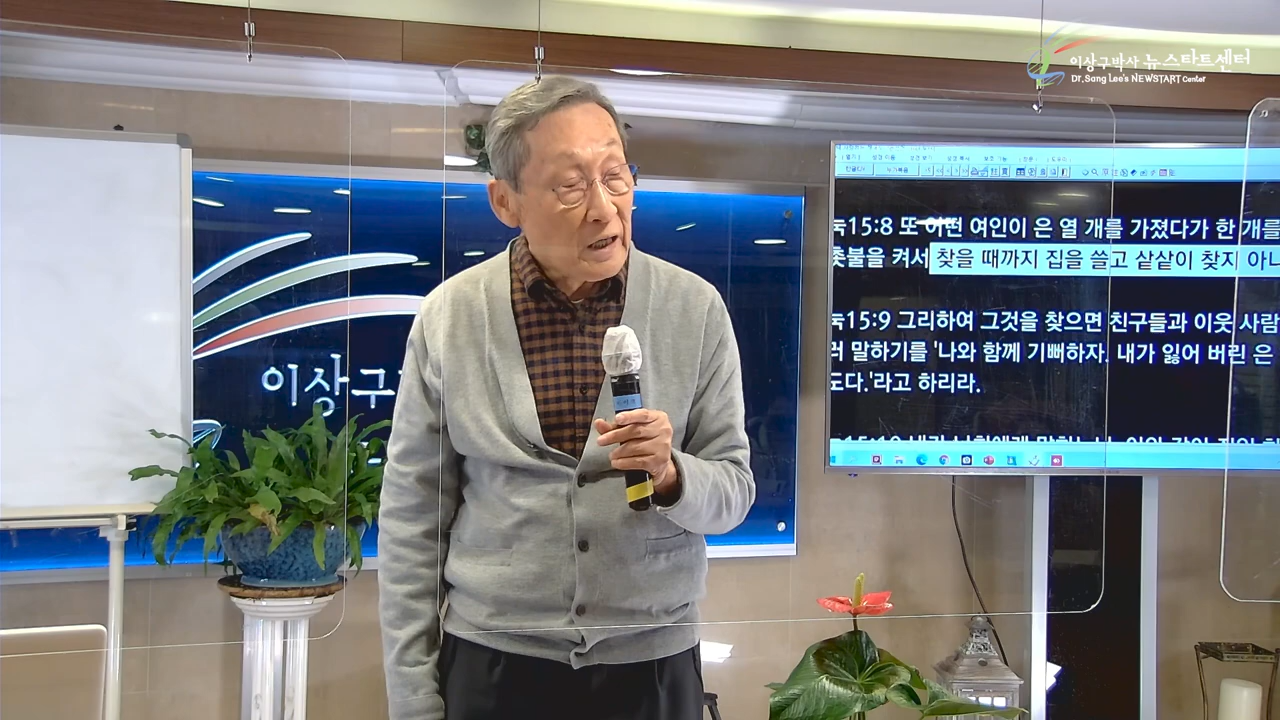 이상구박사 뉴스타트센터
Dr. Sang Lee's NEWSTART Center
이상구
눅15:8 또 어떤 여인이 은 열 개를 가졌다가 한 개를
촛불을 켜서 찾을 때까지 집을 쓸고 샅샅이 찾지 아니
눅15:9 그리하여 그것을 찾으면 친구들과 이웃 사람
러 말하기를 '나와 함께 기뻐하자. 내가 잃어 버린 은
도다.'라고 하리라.